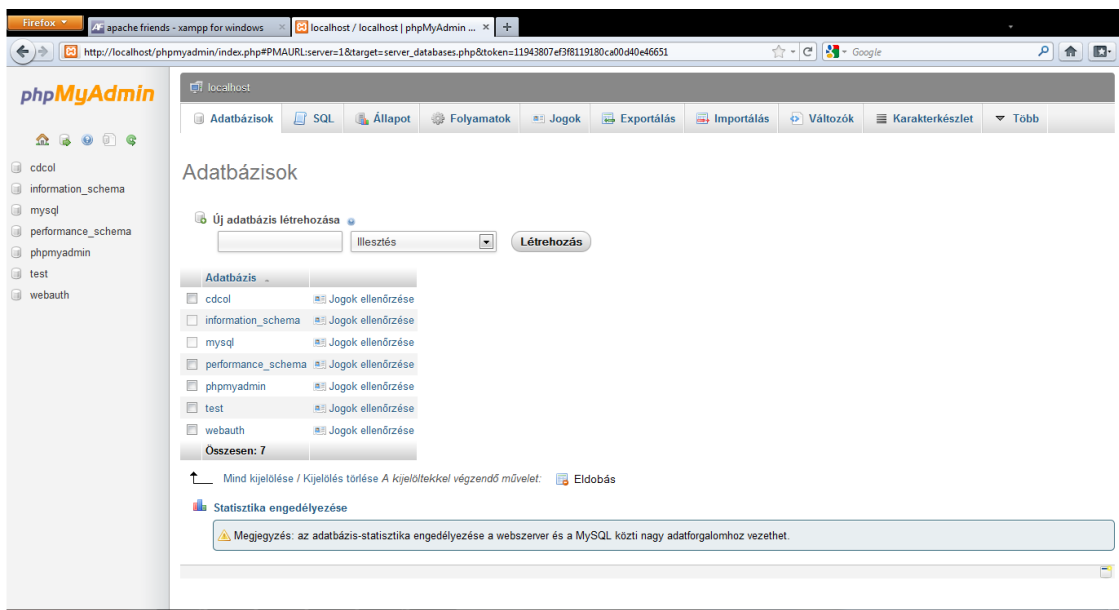 Firefox
apache friends - xampp for windows
localhost / localhost | phpMyAdmin ...
http://localhost/phpmyadmin/index.php#PMAURL:server=1&target=server_databases.php&token=11943807ef3f8119180ca00d40e46651
Google
phpMyAdmin
cdcol
information_schema
mysql
performance_schema
phpmyadmin
test
webauth
localhost
Adatbázisok SQL Állapot Folyamatok Jogok Exportálás Importálás Változók Karakterkészlet Több
Adatbázisok
Új adatbázis létrehozása
Illesztés Létrehozás
Adatbázis
cdcol Jogok ellenőrzése
information_schema Jogok ellenőrzése
mysql Jogok ellenőrzése
performance_schema Jogok ellenőrzése
phpmyadmin Jogok ellenőrzése
test Jogok ellenőrzése
webauth Jogok ellenőrzése
Összesen: 7
Mind kijelölése / Kijelölés törlése A kijelöltekkel végzendő művelet: Eldobás
Statisztika engedélyezése
Megjegyzés: az adatbázis-statisztika engedélyezése a webszerver és a MySQL közti nagy adatforgalomhoz vezethet.